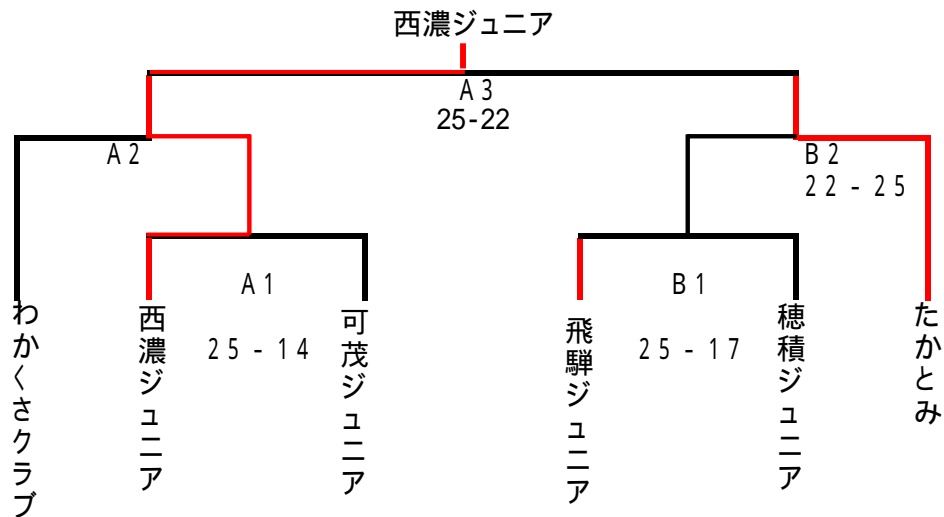 西濃ジュニア
A3
25-22
A2
B2
22-25
A1
25-14
B1
25-17
わかくさクラブ
西濃ジュニア
可茂ジュニア
飛騨ジュニア
穂積ジュニア
たかとみ